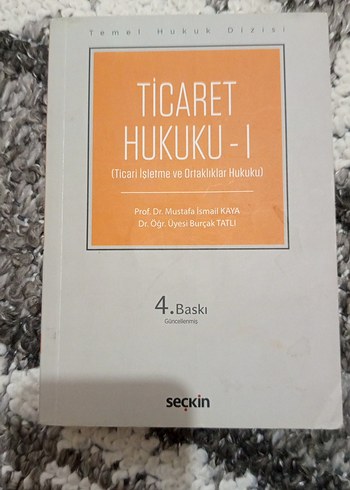 Temel Hukuk Dizisi
TİCARET
HUKUKU - I
(Ticari İşletme ve Ortaklıklar Hukuku)
Prof. Dr. Mustafa İsmail KAYA
Dr. Öğr. Üyesi Burçak TATLI
4. Baskı
Güncellenmiş
seçkin